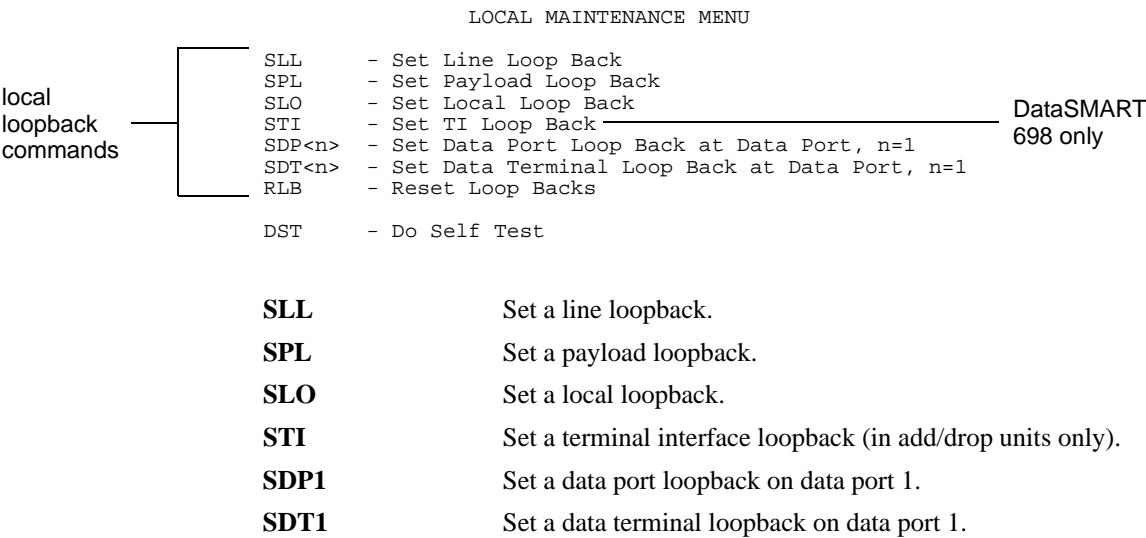 LOCAL MAINTENANCE MENU
local
loopback
commands
SLL - Set Line Loop Back
SPL - Set Payload Loop Back
SLO - Set Local Loop Back
STI - Set TI Loop Back
SDP<n> - Set Data Port Loop Back at Data Port, n=1
SDT<n> - Set Data Terminal Loop Back at Data Port, n=1
RLB - Reset Loop Backs
DataSMART
698 only
DST - Do Self Test
SLL Set a line loopback.
SPL Set a payload loopback.
SLO Set a local loopback.
STI Set a terminal interface loopback (in add/drop units only).
SDP1 Set a data port loopback on data port 1.
SDT1 Set a data terminal loopback on data port 1.